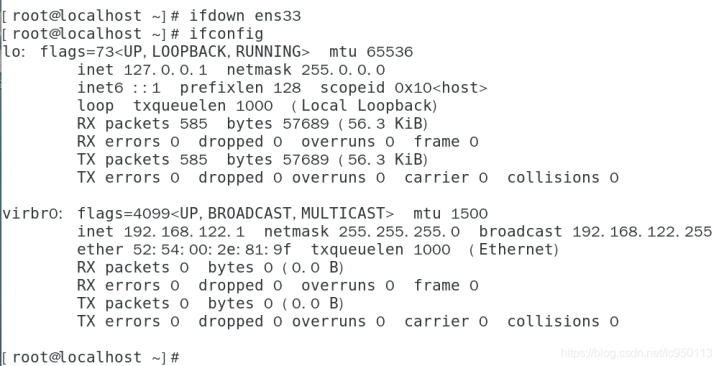 [root@localhost ~]# ifdown ens33
[root@localhost ~]# ifconfig
lo: flags=73<UP,LOOPBACK,RUNNING>  mtu 65536
        inet 127.0.0.1  netmask 255.0.0.0
        inet6 ::1  prefixlen 128  scopeid 0x10<host>
        loop  txqueuelen 1000  (Local Loopback)
        RX packets 585  bytes 57689 (56.3 KiB)
        RX errors 0  dropped 0  overruns 0  frame 0
        TX packets 585  bytes 57689 (56.3 KiB)
        TX errors 0  dropped 0 overruns 0  carrier 0  collisions 0

virbr0: flags=4099<UP,BROADCAST,MULTICAST>  mtu 1500
        inet 192.168.122.1  netmask 255.255.255.0  broadcast 192.168.122.255
        ether 52:54:00:2e:81:9f  txqueuelen 1000  (Ethernet)
        RX packets 0  bytes 0 (0.0 B)
        RX errors 0  dropped 0  overruns 0  frame 0
        TX packets 0  bytes 0 (0.0 B)
        TX errors 0  dropped 0 overruns 0  carrier 0  collisions 0

[root@localhost ~]#
https://blog.csdn.net/lc950113